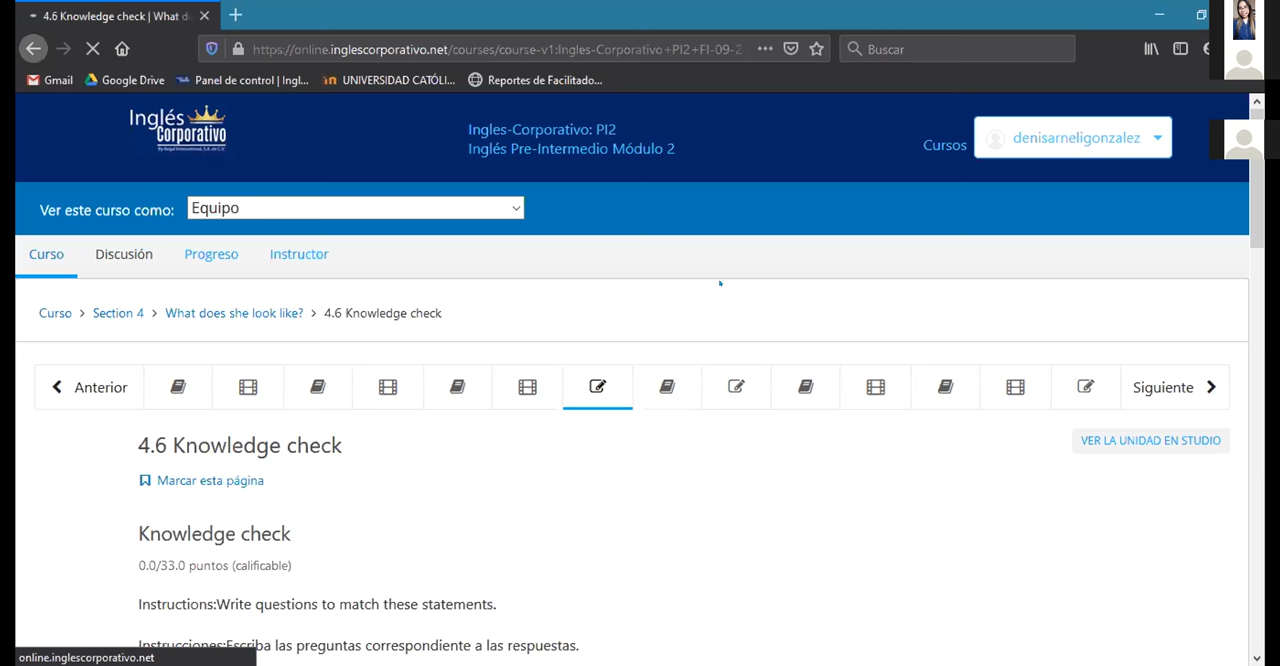 4.6 Knowledge check | What d
https://online.inglescorporativo.net/courses/course-v1:Ingles-Corporativo+PI2+FI-09-2
Buscar
Gmail Google Drive Panel de control | Ingl... UNIVERSIDAD CATÓLI... Reportes de Facilitado...
Inglés
Corporativo
Ingles-Corporativo: PI2
Inglés Pre-Intermedio Módulo 2
Cursos
denisarneligonzalez
Ver este curso como: Equipo
Curso Discusión Progreso Instructor
Curso > Section 4 > What does she look like? > 4.6 Knowledge check
Anterior Siguiente
4.6 Knowledge check
VER LA UNIDAD EN STUDIO
Marcar esta página
Knowledge check
0.0/33.0 puntos (calificable)
Instructions:Write questions to match these statements.
Instrucciones:Escriba las preguntas correspondiente a las respuestas.
online.inglescorporativo.net